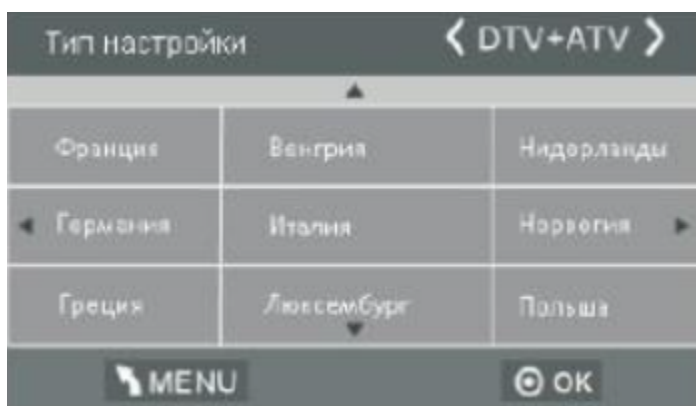 Тип настройки < DTV+ATV >
Франция Венгрия Нидерланды
Германия Италия Норвегия
Греция Люксембург Польша
MENU OK